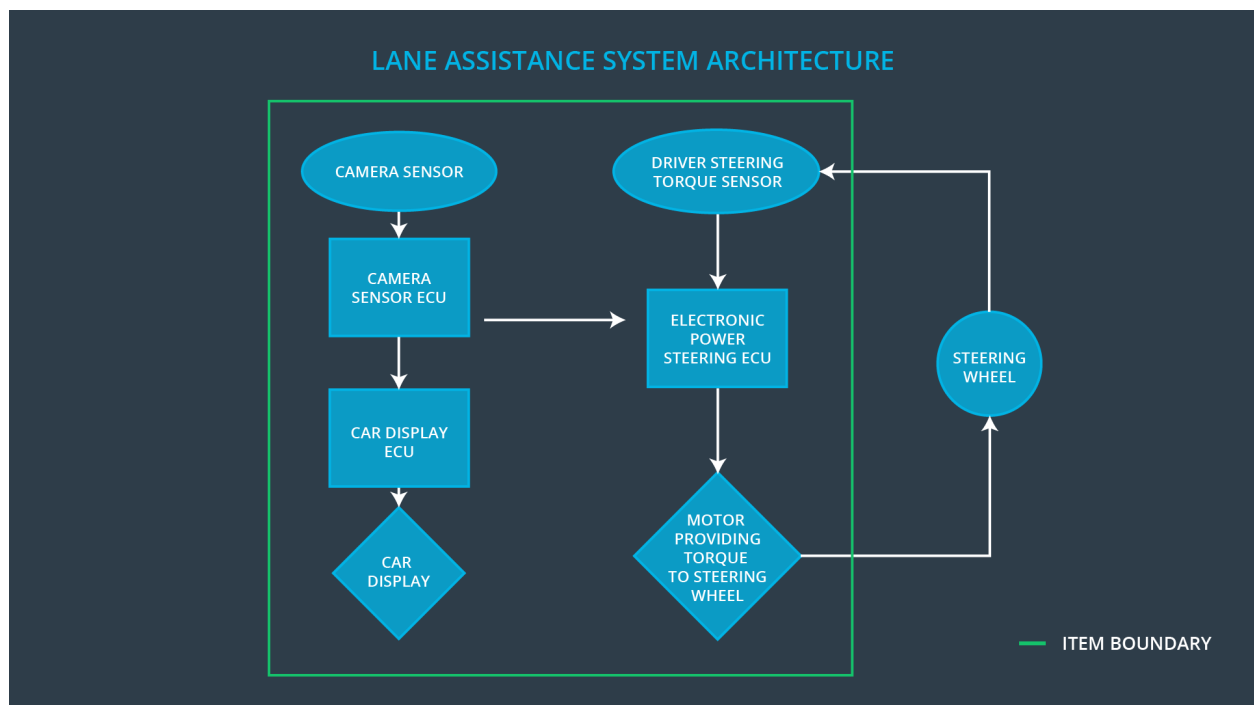 LANE ASSISTANCE SYSTEM ARCHITECTURE
CAMERA SENSOR
CAMERA
SENSOR ECU
CAR DISPLAY
ECU
CAR
DISPLAY
DRIVER STEERING
TORQUE SENSOR
ELECTRONIC
POWER
STEERING ECU
MOTOR
PROVIDING
TORQUE
TO STEERING
WHEEL
STEERING
WHEEL
ITEM BOUNDARY